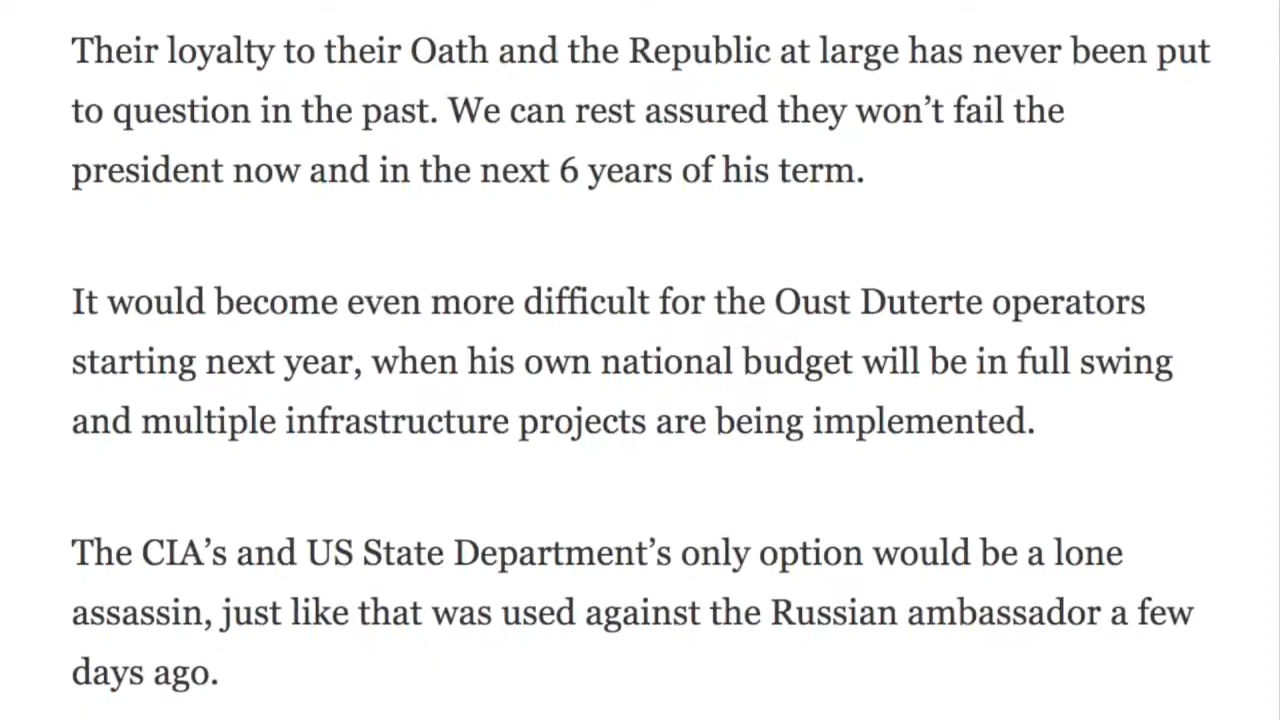 Their loyalty to their Oath and the Republic at large has never been put
to question in the past. We can rest assured they won’t fail the
president now and in the next 6 years of his term.
It would become even more difficult for the Oust Duterte operators
starting next year, when his own national budget will be in full swing
and multiple infrastructure projects are being implemented.
The CIA’s and US State Department’s only option would be a lone
assassin, just like that was used against the Russian ambassador a few
days ago.